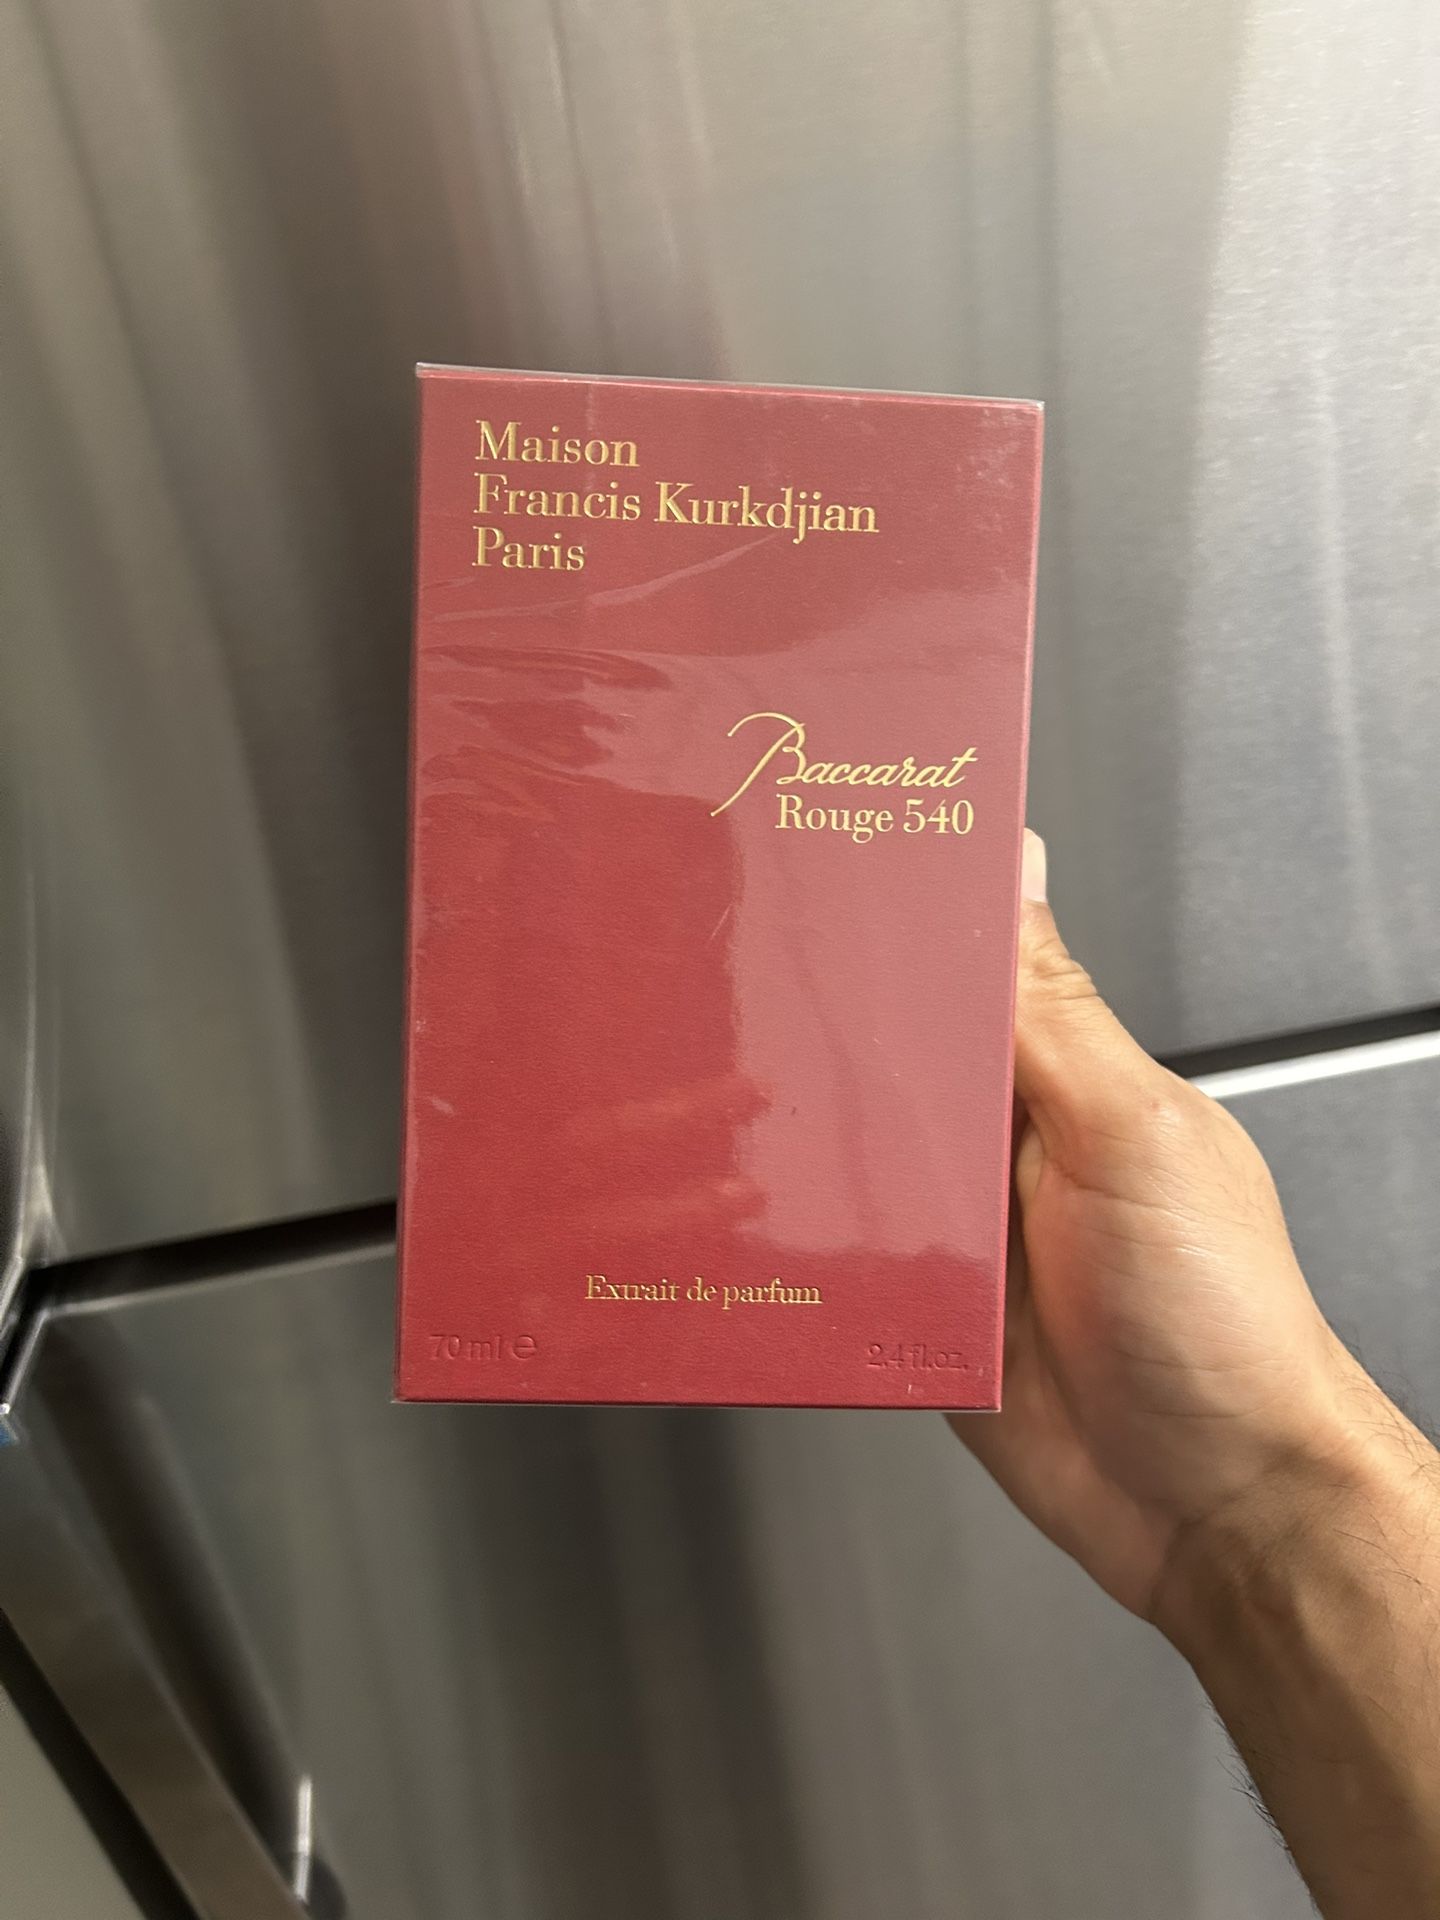 Maison
Francis Kurkdjian
Paris
Baccarat
Rouge 540
Extrait de parfum
70 ml ℮
2.4 fl.oz.